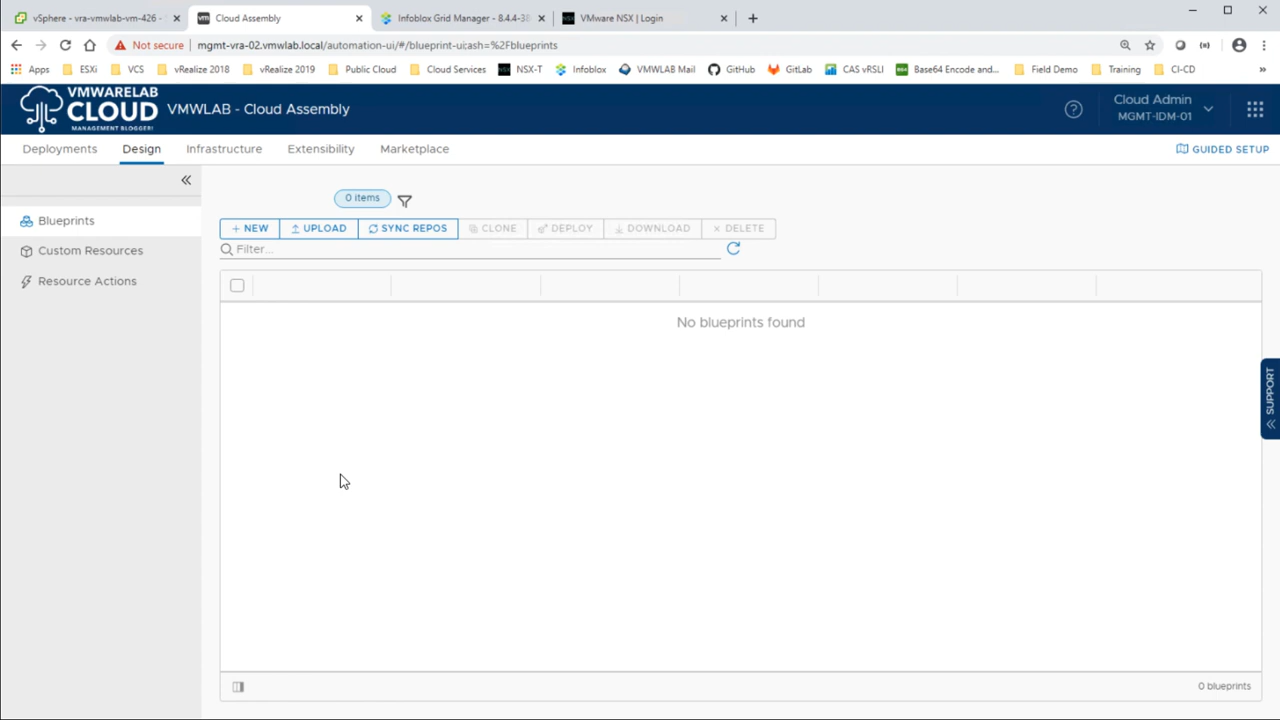 vSphere - vra-vmwlab-vm-426 -
Cloud Assembly
Infoblox Grid Manager - 8.4.4-38
VMware NSX | Login
Not secure | mgmt-vra-02.vmwlab.local/automation-ui/#/blueprint-ui;ash=%2Fblueprints
Apps ESXi VCS vRealize 2018 vRealize 2019 Public Cloud Cloud Services NSX-T Infoblox VMWLAB Mail GitHub GitLab CAS vRSLI Base64 Encode and... Field Demo Training CI-CD »
VMWARELAB
CLOUD
MANAGEMENT BLOGGER!
VMWLAB - Cloud Assembly
Cloud Admin
MGMT-IDM-01
Deployments Design Infrastructure Extensibility Marketplace GUIDED SETUP
Blueprints
Custom Resources
Resource Actions
0 items
+ NEW UPLOAD SYNC REPOS CLONE DEPLOY DOWNLOAD × DELETE
Filter...
No blueprints found
SUPPORT
0 blueprints